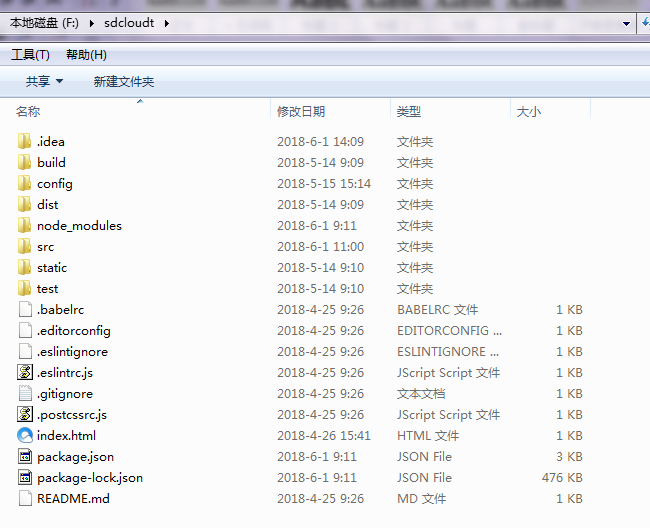 本地磁盘 (F:) ▸ sdcloudt ▸
工具(T) 帮助(H)
共享 新建文件夹
名称 修改日期 类型 大小
.idea 2018-6-1 14:09 文件夹
build 2018-5-14 9:09 文件夹
config 2018-5-15 15:14 文件夹
dist 2018-5-14 9:09 文件夹
node_modules 2018-6-1 9:11 文件夹
src 2018-6-1 11:00 文件夹
static 2018-5-14 9:10 文件夹
test 2018-5-14 9:10 文件夹
.babelrc 2018-4-25 9:26 BABELRC 文件 1 KB
.editorconfig 2018-4-25 9:26 EDITORCONFIG ... 1 KB
.eslintignore 2018-4-25 9:26 ESLINTIGNORE ... 1 KB
.eslintrc.js 2018-4-25 9:26 JScript Script 文件 1 KB
.gitignore 2018-4-25 9:26 文本文档 1 KB
.postcssrc.js 2018-4-25 9:26 JScript Script 文件 1 KB
index.html 2018-4-26 15:41 HTML 文件 1 KB
package.json 2018-6-1 9:11 JSON File 3 KB
package-lock.json 2018-6-1 9:11 JSON File 476 KB
README.md 2018-4-25 9:26 MD 文件 1 KB